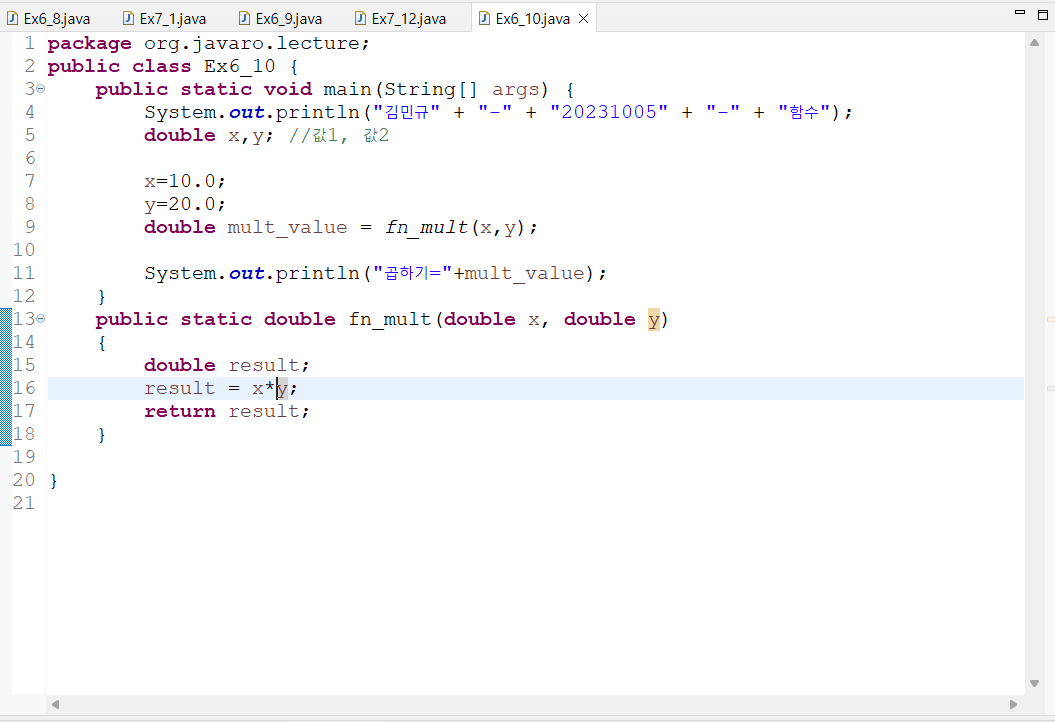 Ex6_8.java Ex7_1.java Ex6_9.java Ex7_12.java Ex6_10.java
1 package org.javaro.lecture;
2 public class Ex6_10 {
3 public static void main(String[] args) {
4 System.out.println("김민규" + "-" + "20231005" + "-" + "함수");
5 double x,y; //값1, 값2
6
7 x=10.0;
8 y=20.0;
9 double mult_value = fn_mult(x,y);
10
11 System.out.println("곱하기="+mult_value);
12 }
13 public static double fn_mult(double x, double y)
14 {
15 double result;
16 result = x*y;
17 return result;
18 }
19
20 }
21